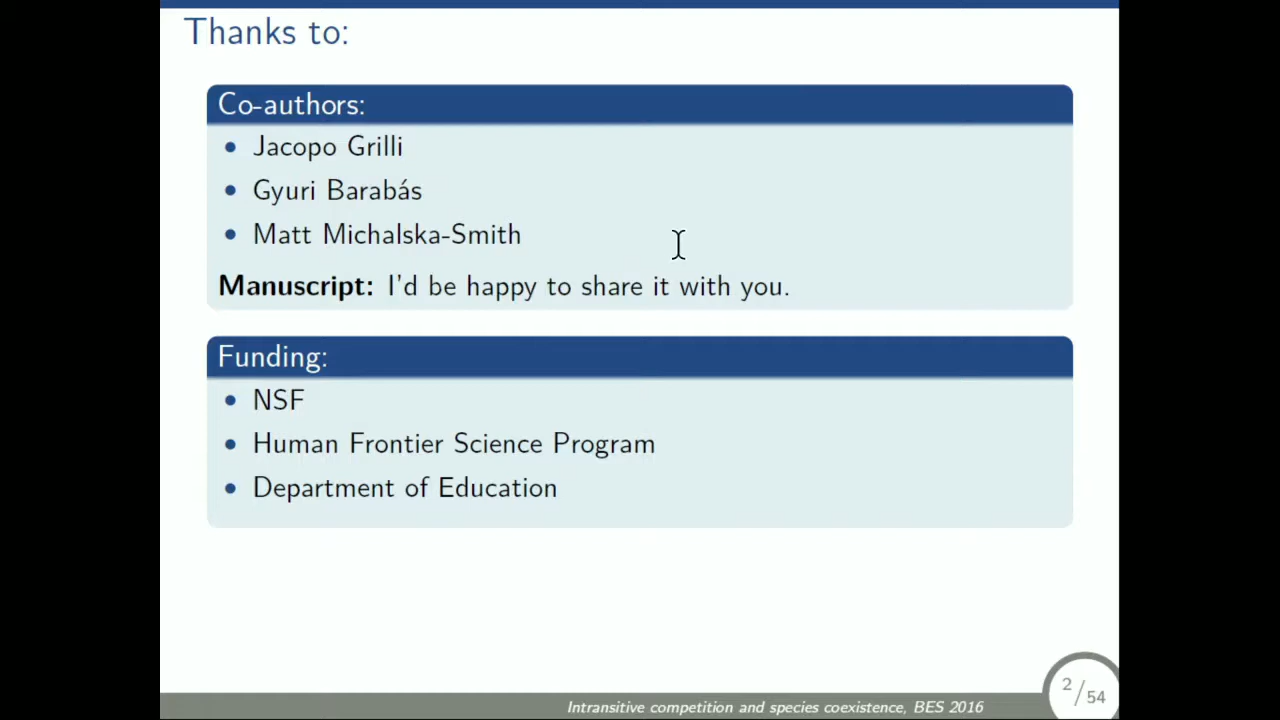 Thanks to:
Co-authors:
• Jacopo Grilli
• Gyuri Barabás
• Matt Michalska-Smith
Manuscript: I'd be happy to share it with you.
Funding:
• NSF
• Human Frontier Science Program
• Department of Education
Intransitive competition and species coexistence, BES 2016
2/54